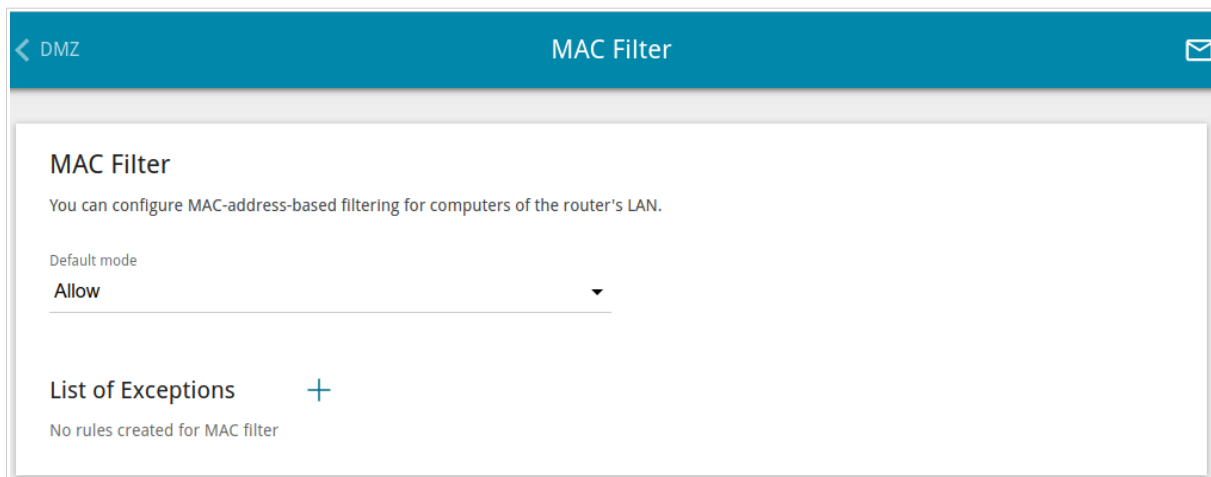 DMZ
MAC Filter
MAC Filter
You can configure MAC-address-based filtering for computers of the router's LAN.
Default mode
Allow
List of Exceptions
No rules created for MAC filter